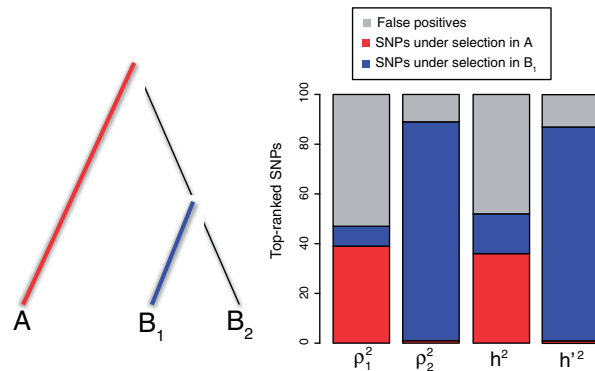 False positives
SNPs under selection in A
SNPs under selection in B₁
Top-ranked SNPs
100
80
60
40
20
0
A
B₁
B₂
ρ₁²
ρ₂²
h²
h'²